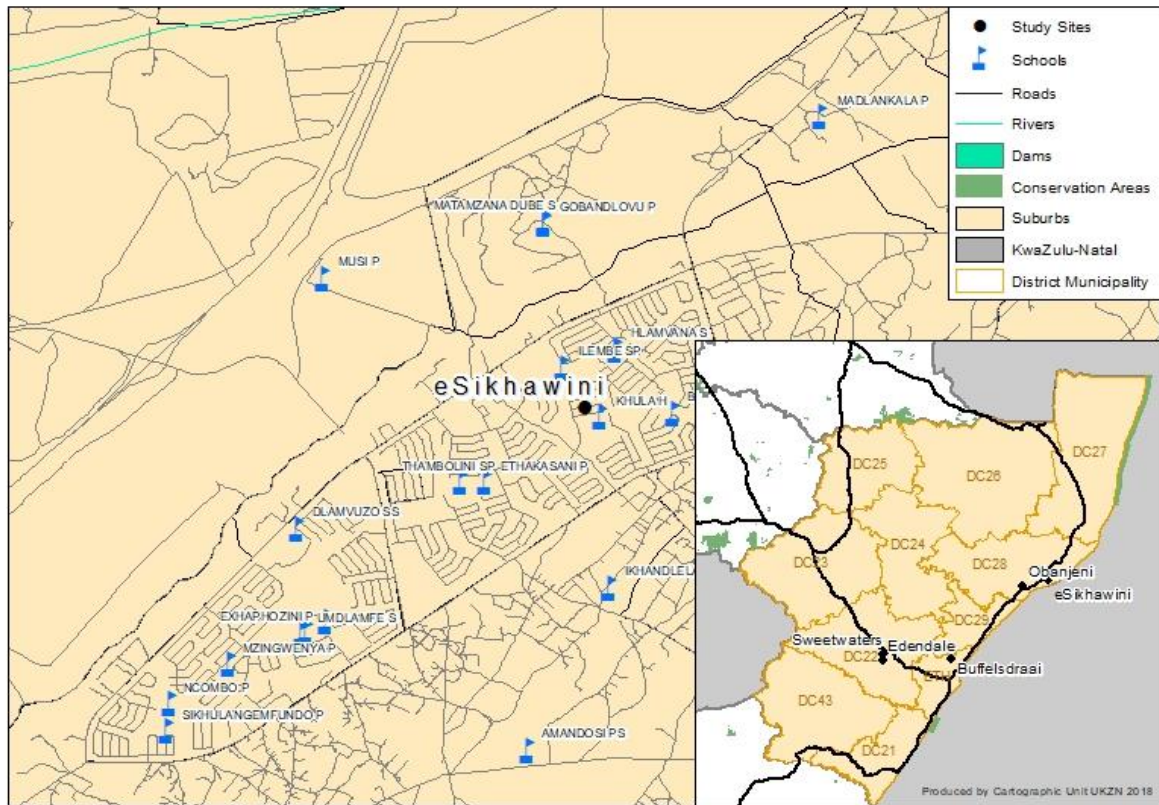 Study Sites
Schools
Roads
Rivers
Dams
Conservation Areas
Suburbs
KwaZulu-Natal
District Municipality
MADLANKALA P
MATAMZANA DUBE S GOBANDLOVU P
MUSI P
HLAMVANA S
ILEMBE SP
eSikhawini
KHULA H
B
THAMBOLINI SP ETHAKASANI P
DLAMVUZO S S
IKHANDLELA
EXHAPHOZINI P UMDLAMFE S
MZINGWENYA P
NCOMBO P
SIKHULANGEMFUNDO P
AMANDOSI P S
DC27
DC25
DC26
DC24
DC23
DC28
Obanjeni
eSikhawini
DC29
Sweetwaters
Edendale
DC22
Buffelsdraai
DC43
DC21
Produced by Cartographic Unit UKZN 2018